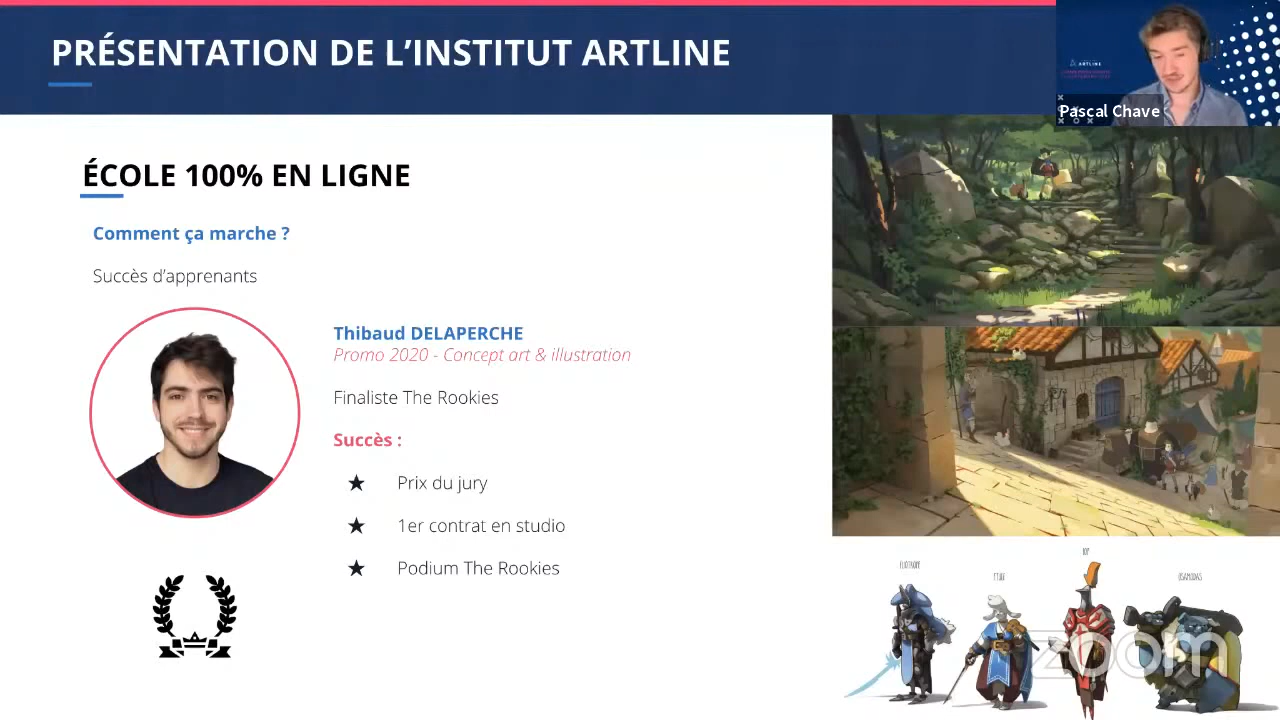 PRÉSENTATION DE L'INSTITUT ARTLINE
ARTLINE
Pascal Chave
ÉCOLE 100% EN LIGNE
Comment ça marche ?
Succès d'apprenants
Thibaud DELAPERCHE
Promo 2020 - Concept art & illustration
Finaliste The Rookies
Succès :
★ Prix du jury
★ 1er contrat en studio
★ Podium The Rookies
zoom